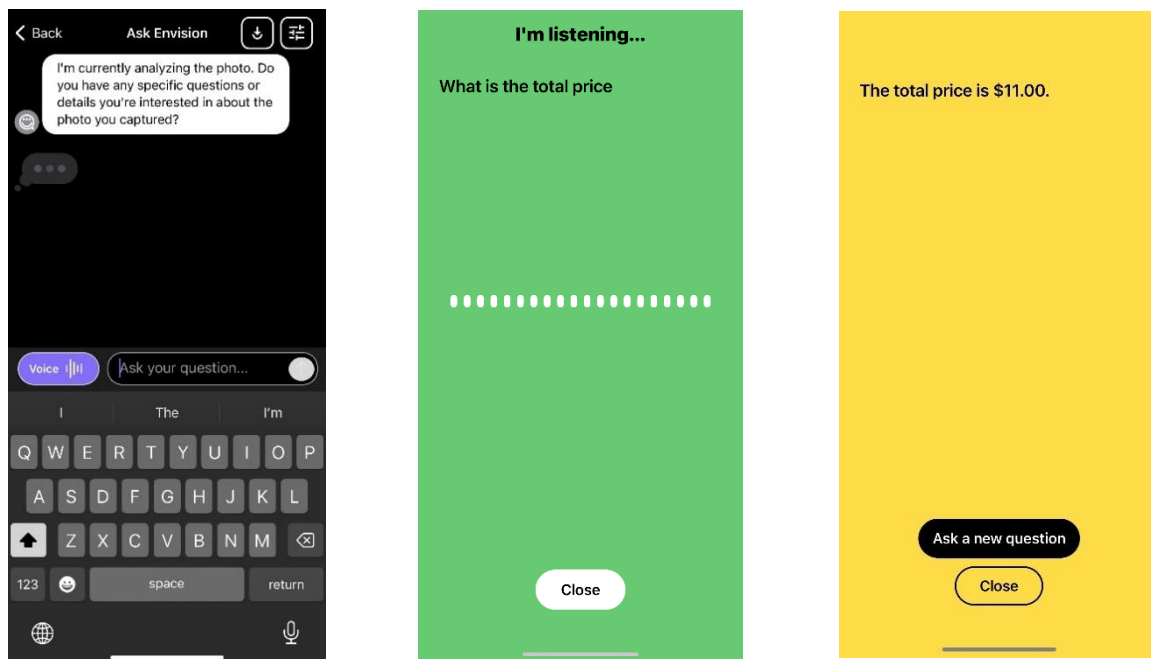 Back
Ask Envision
I'm currently analyzing the photo. Do
you have any specific questions or
details you're interested in about the
photo you captured?
Voice
Ask your question...
I The I'm
Q W E R T Y U I O P
A S D F G H J K L
Z X C V B N M
123 space return
I'm listening...
What is the total price
Close
The total price is $11.00.
Ask a new question
Close